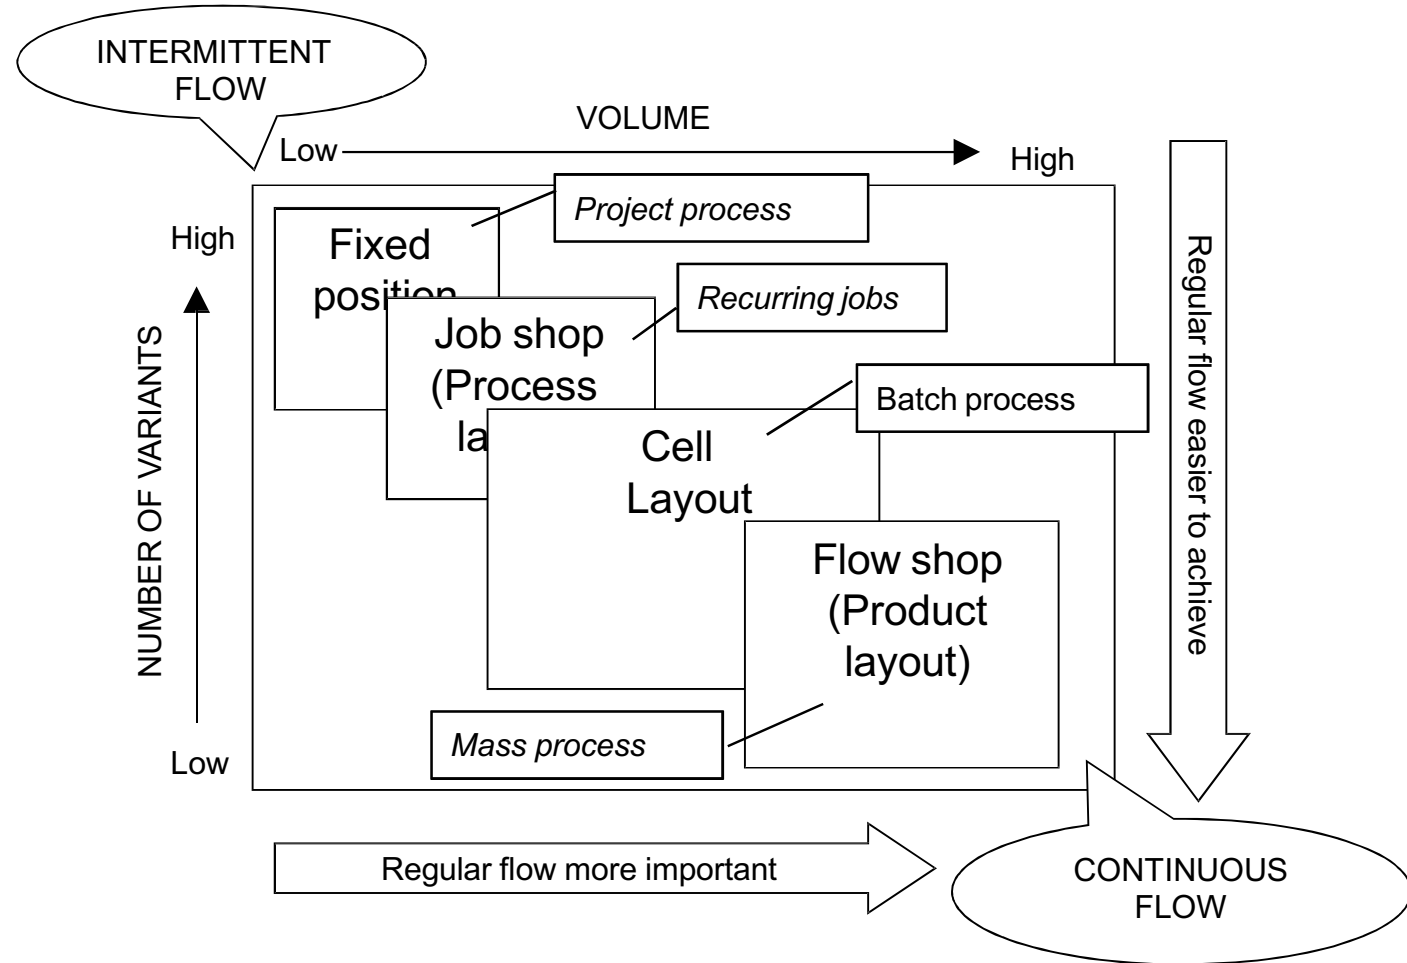 INTERMITTENT
FLOW
VOLUME
Low
High
Project process
High
Fixed
position
Recurring jobs
Job shop
(Process
la
Batch process
Cell
Layout
Flow shop
(Product
layout)
NUMBER OF VARIANTS
Regular flow easier to achieve
Mass process
Low
Regular flow more important
CONTINUOUS
FLOW